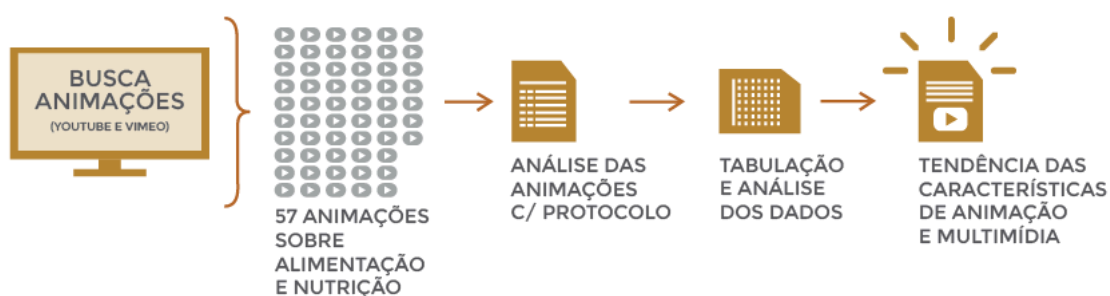 BUSCA
ANIMAÇÕES
(YOUTUBE E VIMEO)
57 ANIMAÇÕES
SOBRE
ALIMENTAÇÃO
E NUTRIÇÃO
ANÁLISE DAS
ANIMAÇÕES
C/ PROTOCOLO
TABULAÇÃO
E ANÁLISE
DOS DADOS
TENDÊNCIA DAS
CARACTERÍSTICAS
DE ANIMAÇÃO
E MULTIMÍDIA